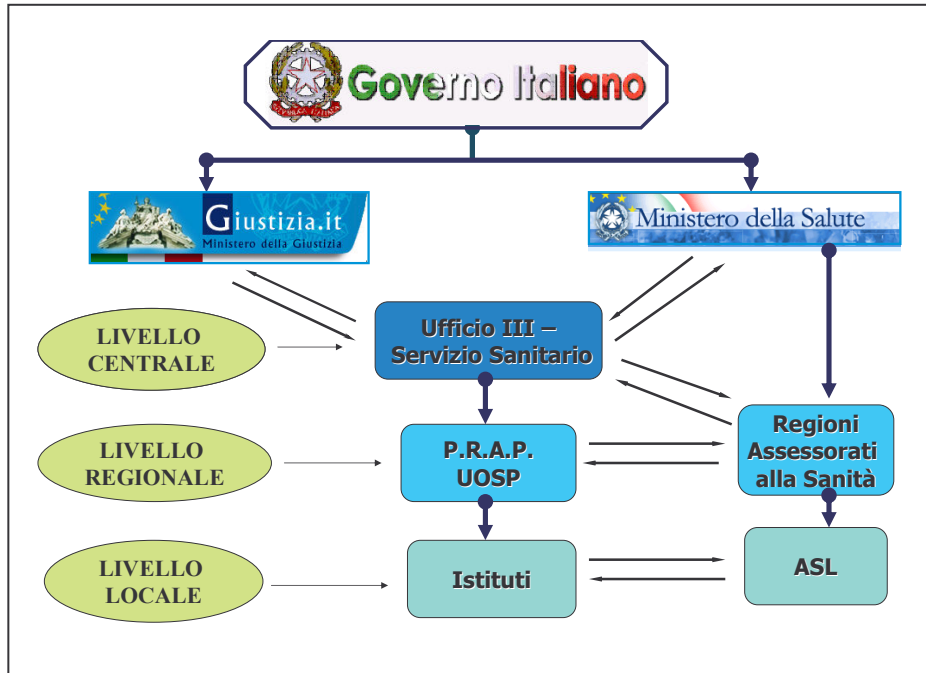 Governo Italiano
Giustizia.it
Ministero della Giustizia
Ministero della Salute
LIVELLO
CENTRALE
Ufficio III –
Servizio Sanitario
LIVELLO
REGIONALE
P.R.A.P.
UOSP
Regioni
Assessorati
alla Sanità
LIVELLO
LOCALE
Istituti
ASL